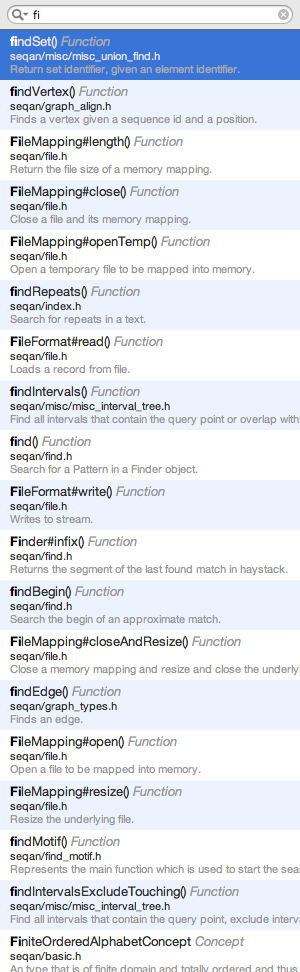 fi
findSet() Function
seqan/misc/misc_union_find.h
Return set identifier, given an element identifier.
findVertex() Function
seqan/graph_align.h
Finds a vertex given a sequence id and a position.
FileMapping#length() Function
seqan/file.h
Return the file size of a memory mapping.
FileMapping#close() Function
seqan/file.h
Close a file and its memory mapping.
FileMapping#openTemp() Function
seqan/file.h
Open a temporary file to be mapped into memory.
findRepeats() Function
seqan/index.h
Search for repeats in a text.
FileFormat#read() Function
seqan/file.h
Loads a record from file.
findIntervals() Function
seqan/misc/misc_interval_tree.h
Find all intervals that contain the query point or overlap with
find() Function
seqan/find.h
Search for a Pattern in a Finder object.
FileFormat#write() Function
seqan/file.h
Writes to stream.
Finder#infix() Function
seqan/find.h
Returns the segment of the last found match in haystack.
findBegin() Function
seqan/find.h
Search the begin of an approximate match.
FileMapping#closeAndResize() Function
seqan/file.h
Close a memory mapping and resize and close the underlyi
findEdge() Function
seqan/graph_types.h
Finds an edge.
FileMapping#open() Function
seqan/file.h
Open a file to be mapped into memory.
FileMapping#resize() Function
seqan/file.h
Resize the underlying file.
findMotif() Function
seqan/find_motif.h
Represents the main function which is used to start the sea
findIntervalsExcludeTouching() Function
seqan/misc/misc_interval_tree.h
Find all intervals that contain the query point, exclude interva
FiniteOrderedAlphabetConcept Concept
seqan/basic.h
An type that is of finite domain and totally ordered and thus